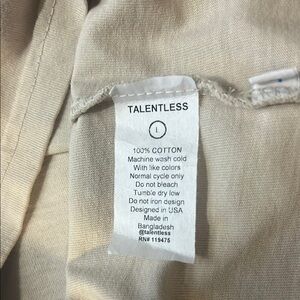 TALENTLESS
L
100% COTTON
Machine wash cold
With like colors
Normal cycle only
Do not bleach
Tumble dry low
Do not iron design
Designed in USA
Made in
Bangladesh
@talentless
RN# 119475